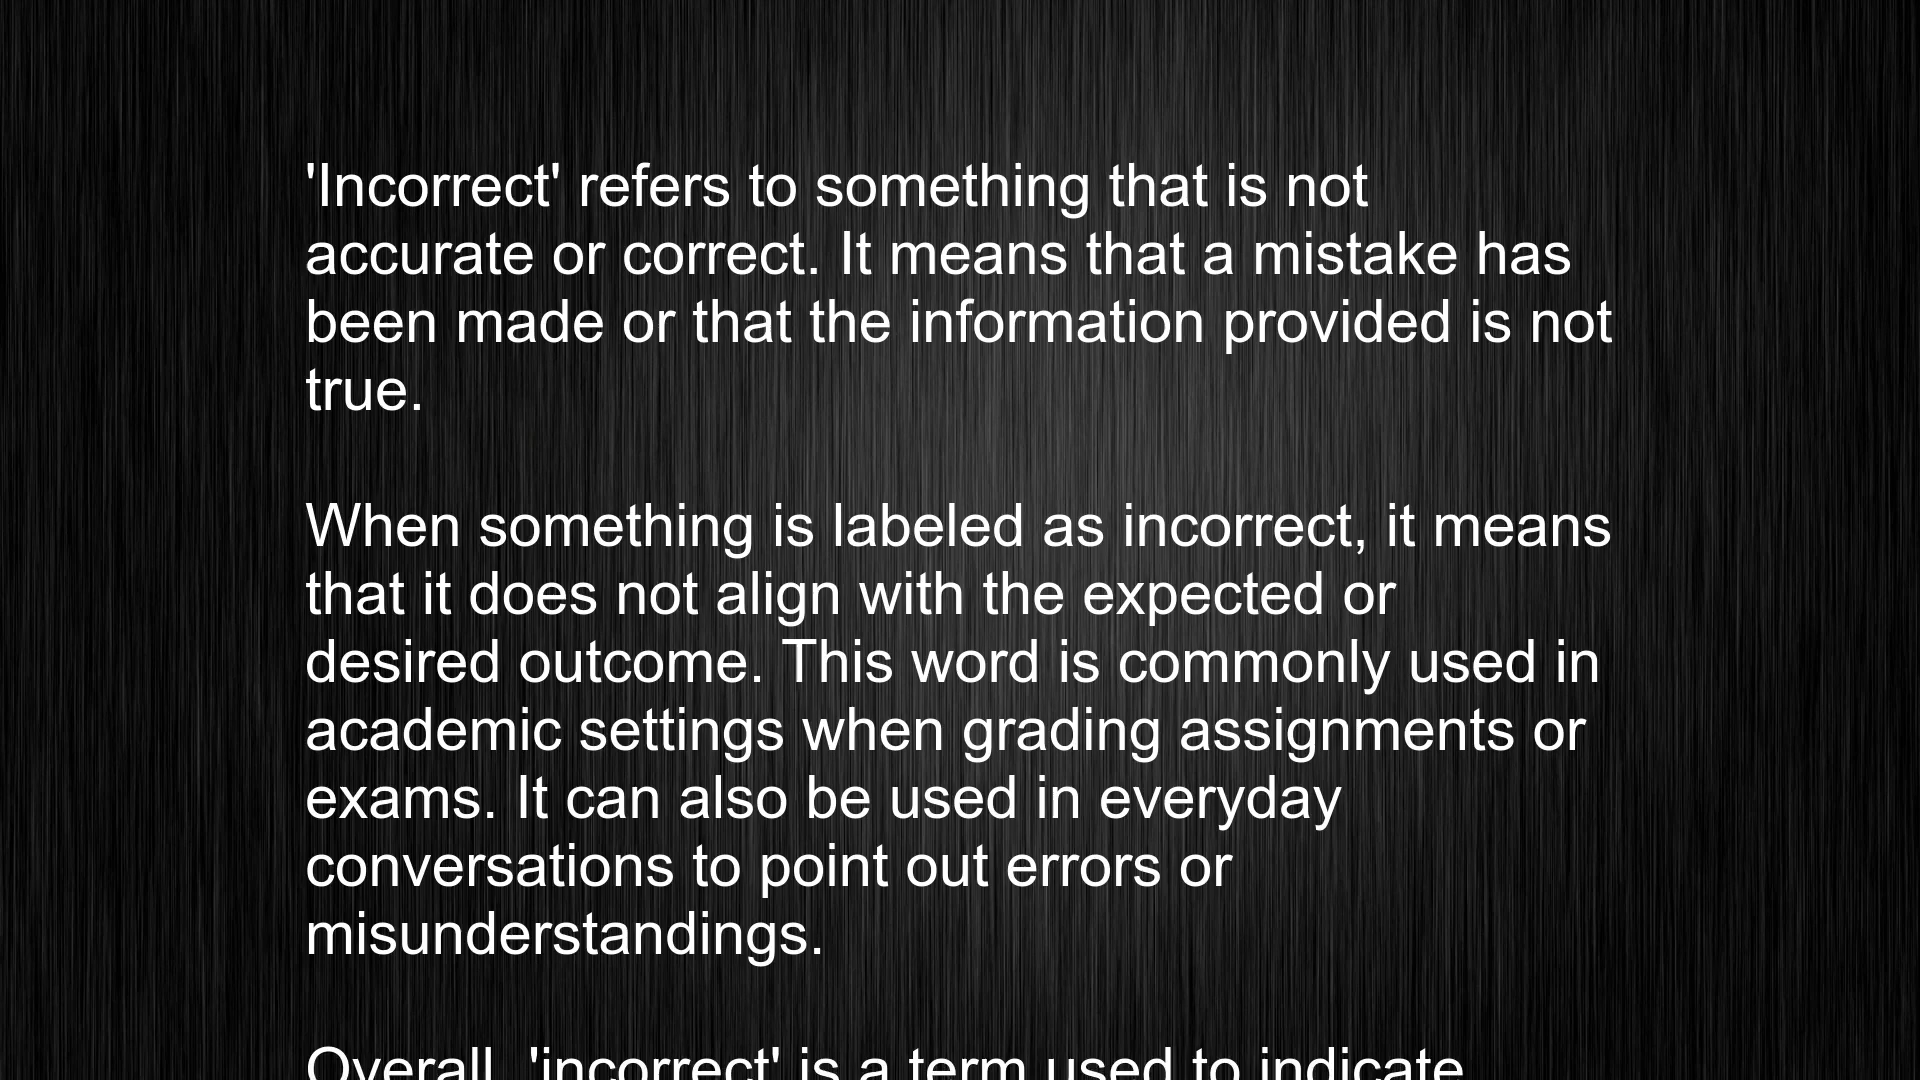 'Incorrect' refers to something that is not
accurate or correct. It means that a mistake has
been made or that the information provided is not
true.
When something is labeled as incorrect, it means
that it does not align with the expected or
desired outcome. This word is commonly used in
academic settings when grading assignments or
exams. It can also be used in everyday
conversations to point out errors or
misunderstandings.
Overall, 'incorrect' is a term used to indicate